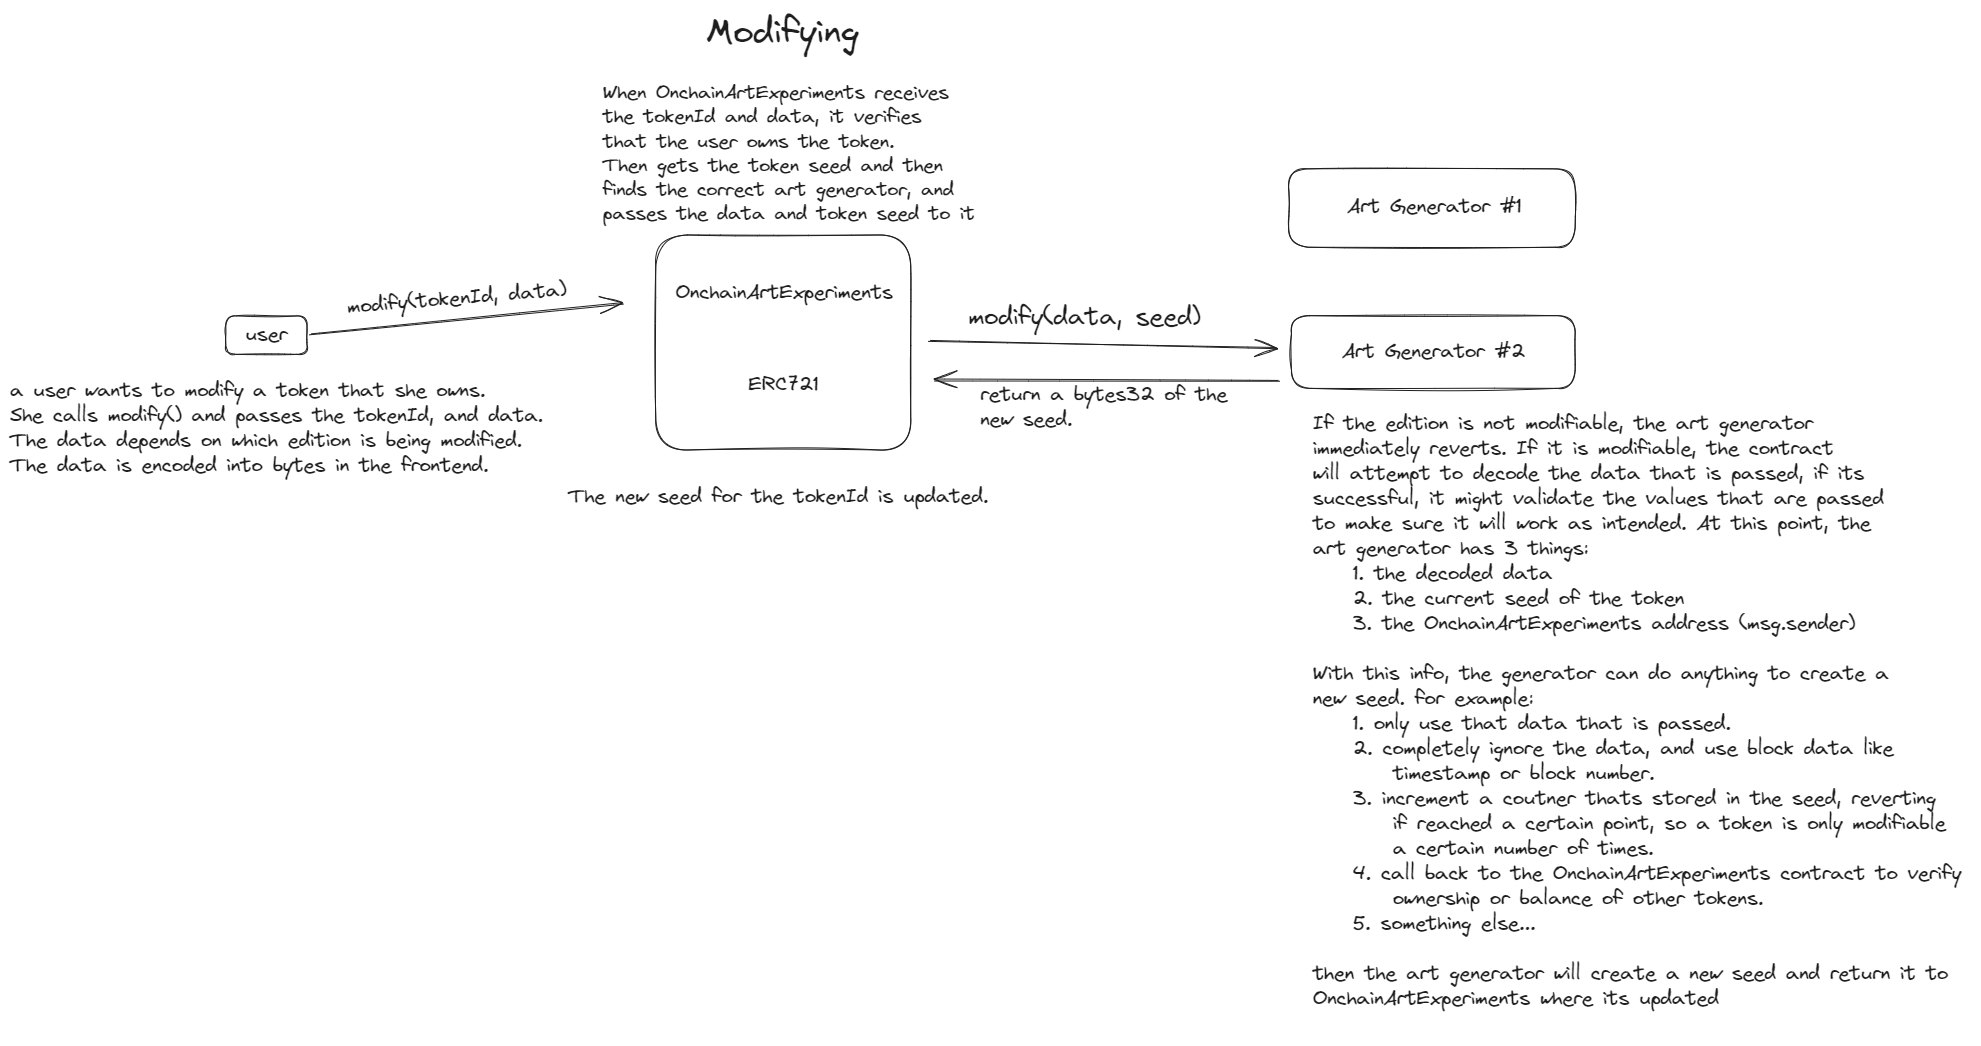 Modifying
When OnchainArtExperiments receives
the tokenId and data, it verifies
that the user owns the token.
Then gets the token seed and then
finds the correct art generator, and
passes the data and token seed to it
Art Generator #1
OnchainArtExperiments
modify(tokenId, data)
modify(data, seed)
user
Art Generator #2
ERC721
return a bytes32 of the
new seed.
a user wants to modify a token that she owns.
She calls modify() and passes the tokenId, and data.
The data depends on which edition is being modified.
The data is encoded into bytes in the frontend.
The new seed for the tokenId is updated.
If the edition is not modifiable, the art generator
immediately reverts. If it is modifiable, the contract
will attempt to decode the data that is passed, if its
successful, it might validate the values that are passed
to make sure it will work as intended. At this point, the
art generator has 3 things:
1. the decoded data
2. the current seed of the token
3. the OnchainArtExperiments address (msg.sender)
With this info, the generator can do anything to create a
new seed. for example:
1. only use that data that is passed.
2. completely ignore the data, and use block data like
timestamp or block number.
3. increment a coutner thats stored in the seed, reverting
if reached a certain point, so a token is only modifiable
a certain number of times.
4. call back to the OnchainArtExperiments contract to verify
ownership or balance of other tokens.
5. something else...
then the art generator will create a new seed and return it to
OnchainArtExperiments where its updated